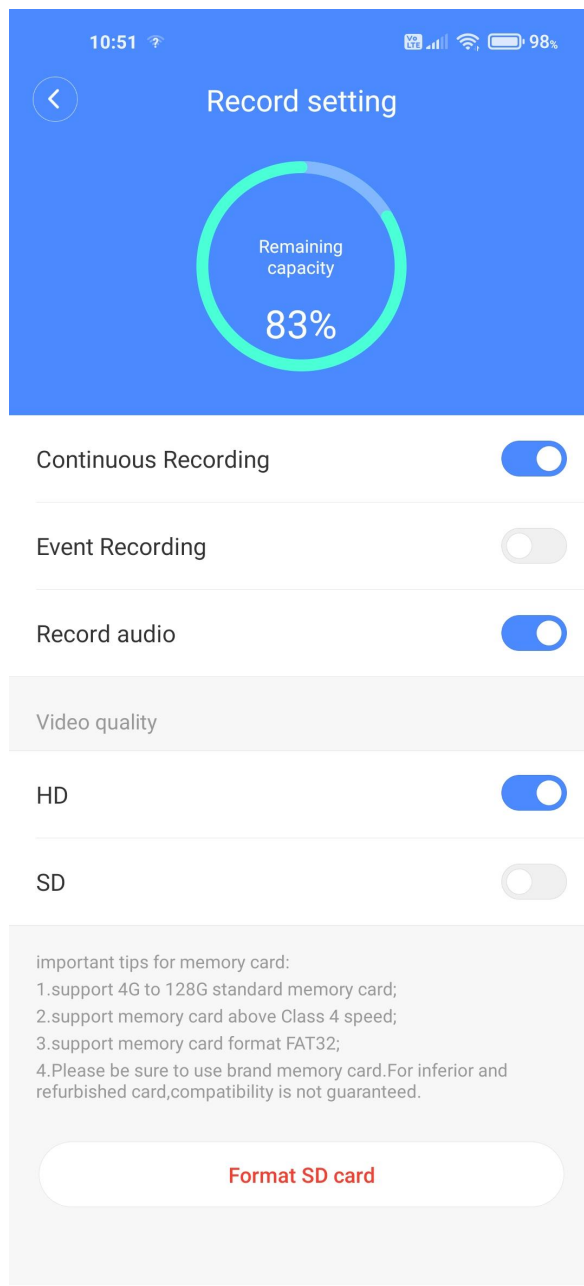 10:51
Vo LTE 98%
Record setting
Remaining
capacity
83%
Continuous Recording
Event Recording
Record audio
Video quality
HD
SD
important tips for memory card:
1.support 4G to 128G standard memory card;
2.support memory card above Class 4 speed;
3.support memory card format FAT32;
4.Please be sure to use brand memory card.For inferior and
refurbished card,compatibility is not guaranteed.
Format SD card